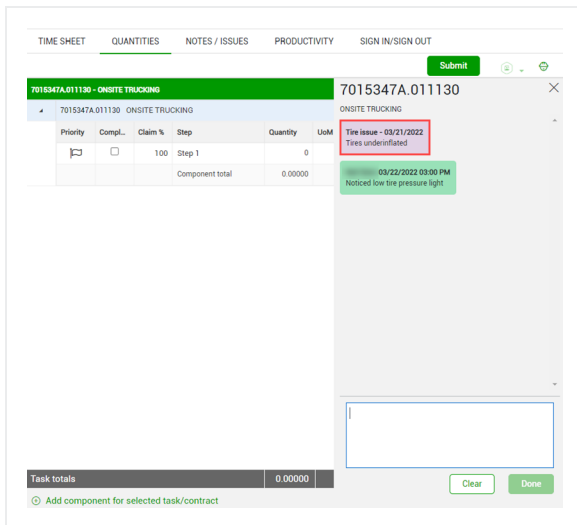 TIME SHEET QUANTITIES NOTES / ISSUES PRODUCTIVITY SIGN IN/SIGN OUT
Submit
7015347A.011130 - ONSITE TRUCKING
7015347A.011130 ONSITE TRUCKING
Priority Compl... Claim % Step Quantity UoM
100 Step 1 0
Component total 0.00000
7015347A.011130
ONSITE TRUCKING
Tire issue - 03/21/2022
Tires underinflated
03/22/2022 03:00 PM
Noticed low tire pressure light
Task totals 0.00000
Clear Done
Add component for selected task/contract